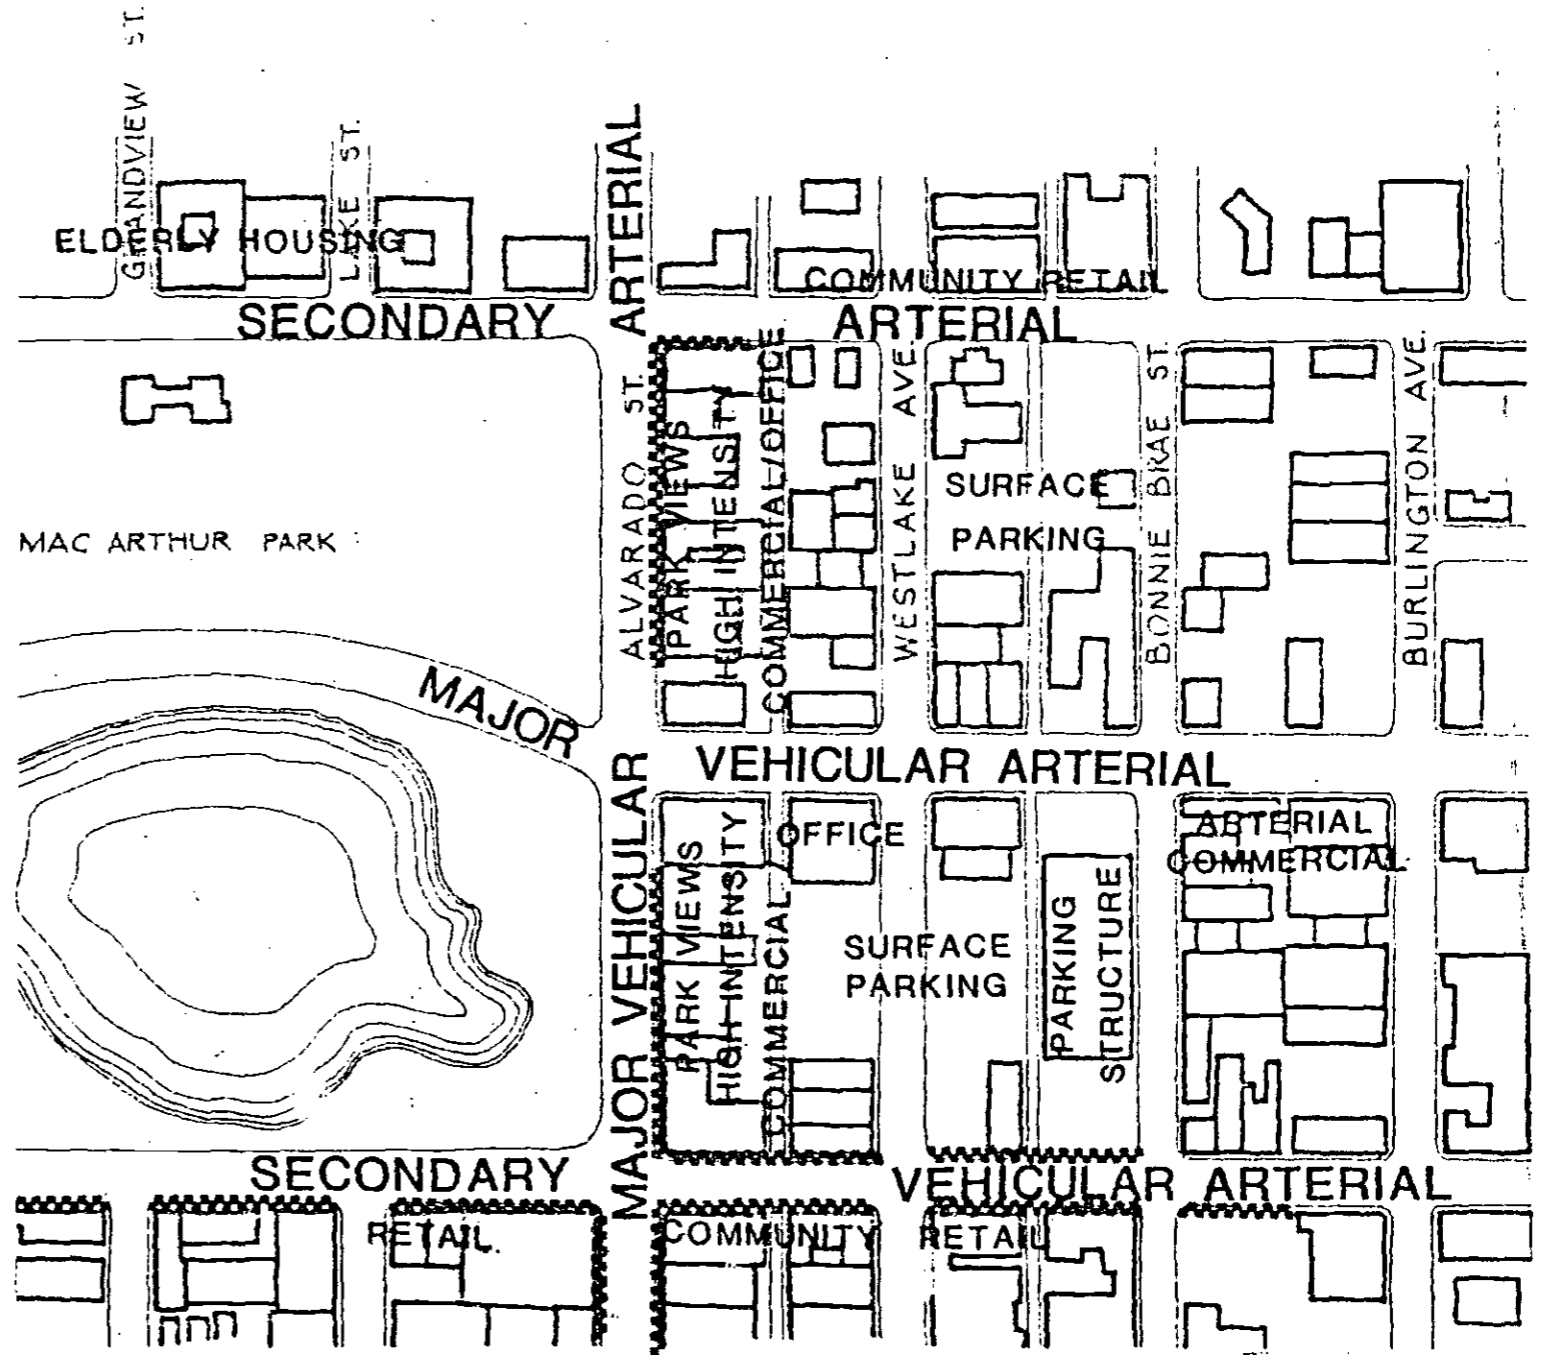 GRANDVIEW ST.
LAKE ST.
ELDERLY HOUSING
ARTERIAL
COMMUNITY RETAIL
SECONDARY
ARTERIAL
ALVARADO ST.
PARK VIEWS
HIGH INTENSITY
COMMERCIAL/OFFICE
WESTLAKE AVE.
SURFACE
PARKING
BONNIE BRAE ST.
BURLINGTON AVE.
MAC ARTHUR PARK
MAJOR
VEHICULAR ARTERIAL
MAJOR VEHICULAR
PARK VIEWS
HIGH INTENSITY
COMMERCIAL
OFFICE
SURFACE
PARKING
PARKING
STRUCTURE
ARTERIAL
COMMERCIAL
SECONDARY
VEHICULAR ARTERIAL
RETAIL
COMMUNITY RETAIL